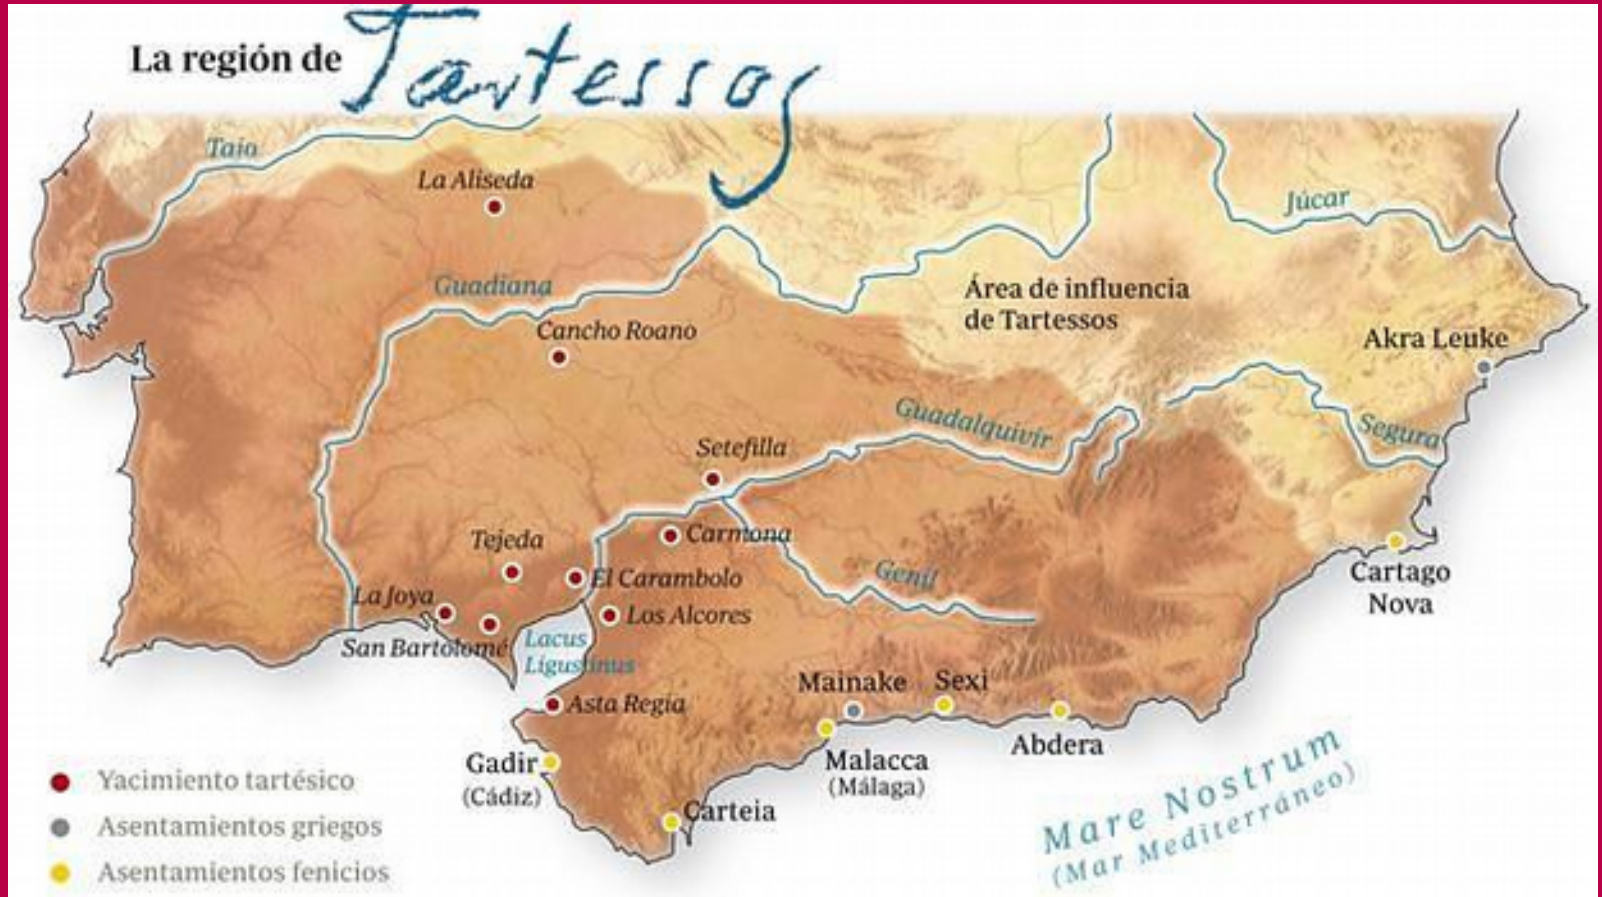 La región de Tartessos
Taio
La Aliseda
Júcar
Guadiana
Área de influencia
de Tartessos
Cancho Roano
Akra Leuke
Guadalquivir
Segura
Setefilla
Tejeda
Carmona
El Carambolo
Genil
Cartago
Nova
La Joya
Los Alcores
San Bartolomé
Lacus
Ligustinus
Asta Regia
Mainake
Sexi
Abdera
Gadir
(Cádiz)
Malacca
(Málaga)
Carteia
Mare Nostrum
(Mar Mediterráneo)
Yacimiento tartésico
Asentamientos griegos
Asentamientos fenicios